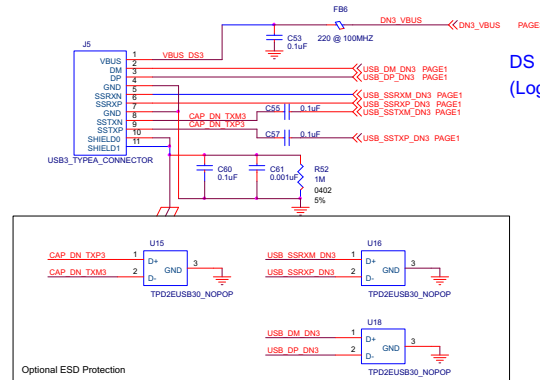 FB6
DN3_VBUS
DN3_VBUS PAGE
C53
0.1uF
220 @ 100MHZ
J5
VBUS_DS3
VBUS 1
DM 2
DP 3
GND 4
SSRXN 5
SSRXP 6
GND 7
SSTXN 8
SSTXP 9
SHIELD0 10
SHIELD1 11
USB3_TYPEA_CONNECTOR
USB_DM_DN3 PAGE1
USB_DP_DN3 PAGE1
USB_SSRXM_DN3 PAGE1
USB_SSRXP_DN3 PAGE1
USB_SSTXM_DN3 PAGE1
USB_SSTXP_DN3 PAGE1
DS
(Log
CAP_DN_TXM3
CAP_DN_TXP3
C55 0.1uF
C57 0.1uF
C60
0.1uF
C61
0.001uF
R52
1M
0402
5%
U15
CAP_DN_TXP3 1 D+
CAP_DN_TXM3 2 D-
GND 3
TPD2EUSB30_NOPOP
U16
USB_SSRXM_DN3 1 D+
USB_SSRXP_DN3 2 D-
GND 3
TPD2EUSB30_NOPOP
U18
USB_DM_DN3 1 D+
USB_DP_DN3 2 D-
GND 3
TPD2EUSB30_NOPOP
Optional ESD Protection